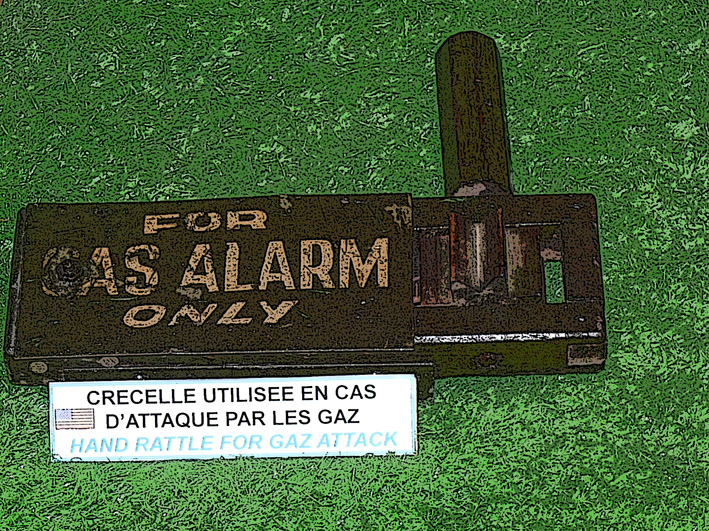 FOR
GAS ALARM
ONLY
CRECELLE UTILISEE EN CAS
D'ATTAQUE PAR LES GAZ
HAND RATTLE FOR GAZ ATTACK